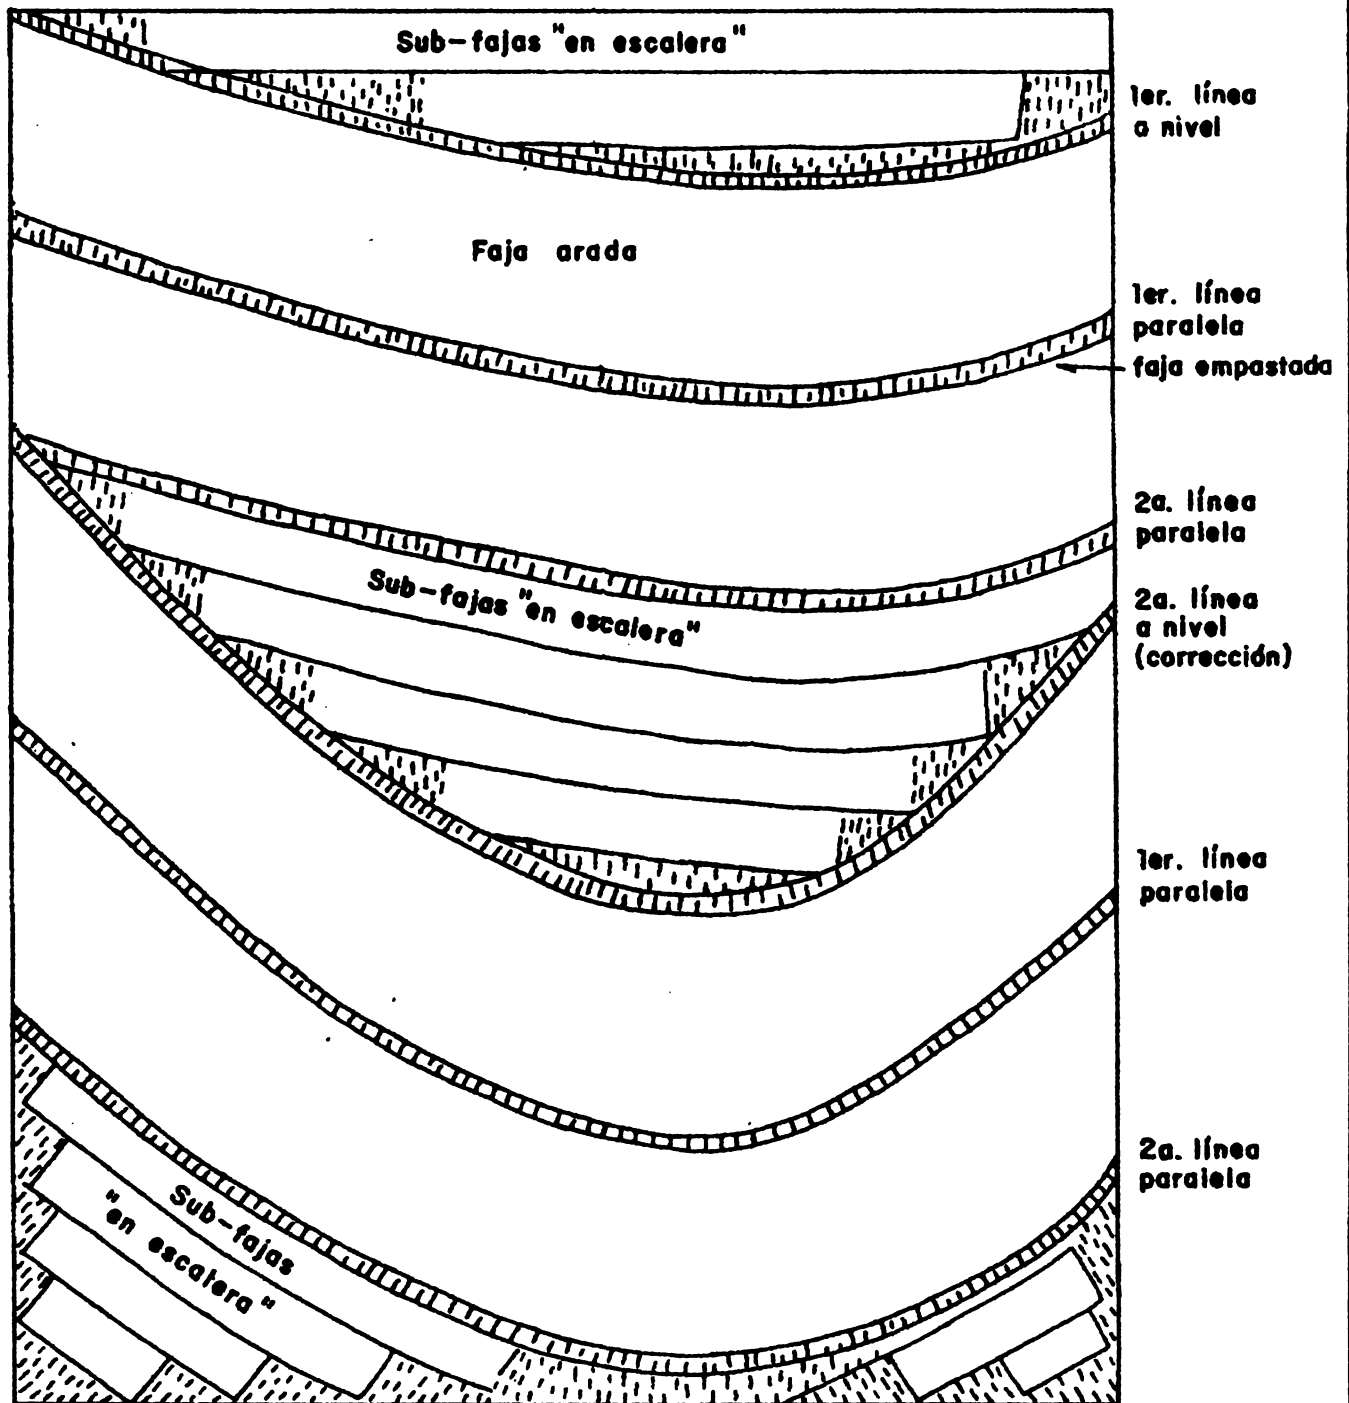 Sub-fajas "en escalera"
1er. línea
a nivel
Faja arada
1er. línea
paralela
faja empastada
2a. línea
paralela
Sub-fajas "en escalera"
2a. línea
a nivel
(corrección)
1er. línea
paralela
2a. línea
paralela
Sub-fajas
"en escalera"